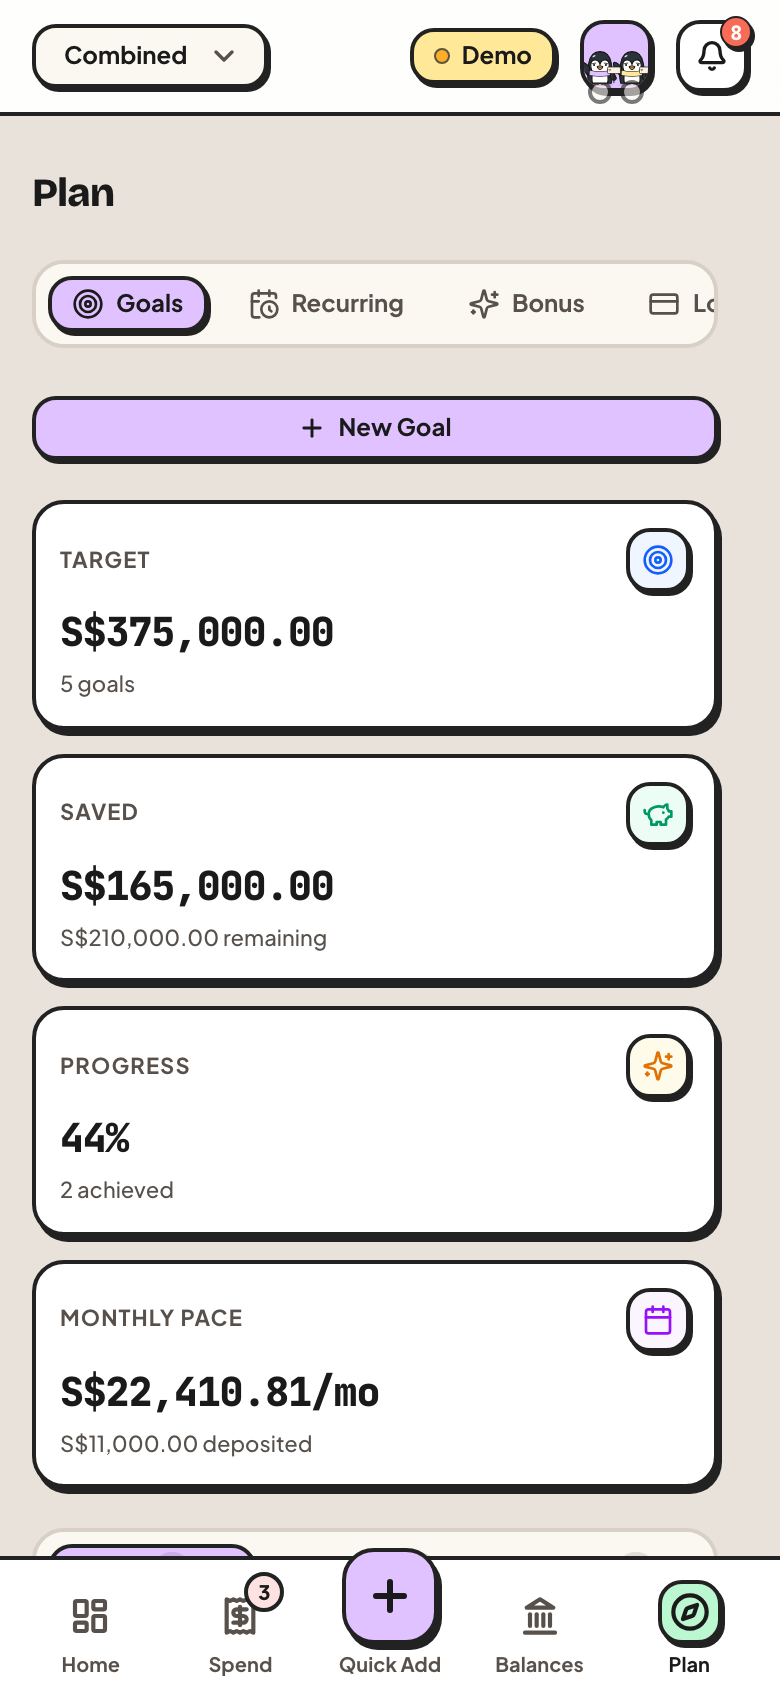 Combined
Demo
8
Plan
Goals
Recurring
Bonus
New Goal
TARGET
S$375,000.00
5 goals
SAVED
S$165,000.00
S$210,000.00 remaining
PROGRESS
44%
2 achieved
MONTHLY PACE
S$22,410.81/mo
S$11,000.00 deposited
3
Home
Spend
Quick Add
Balances
Plan